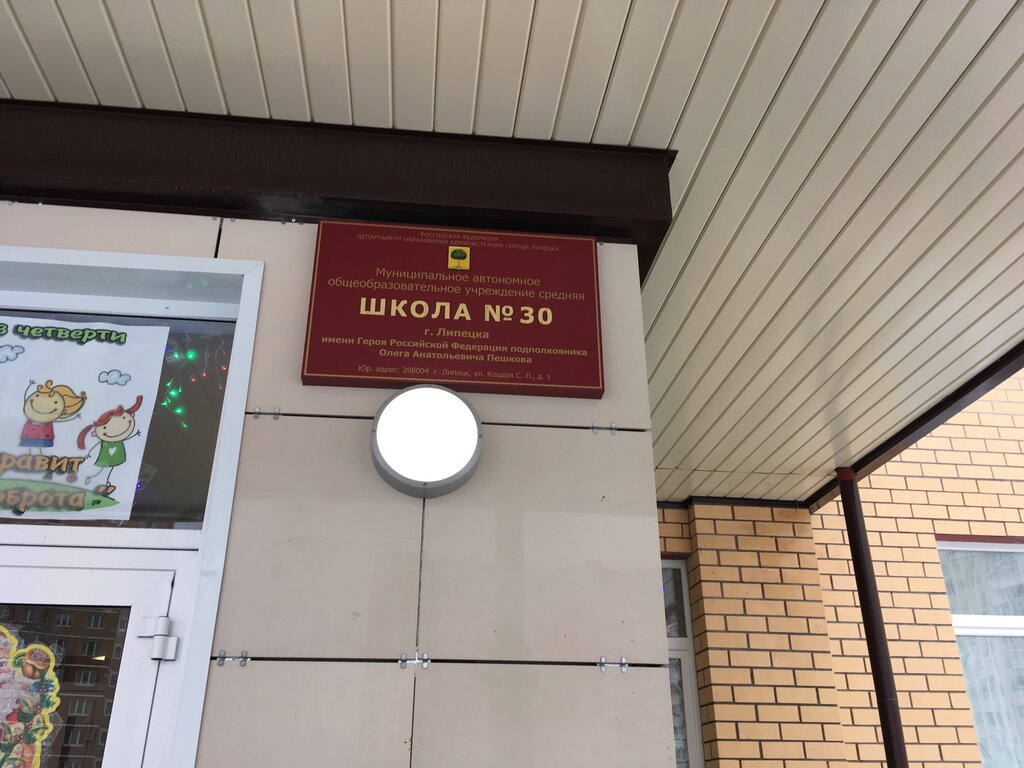 РОССИЙСКАЯ ФЕДЕРАЦИЯ
ДЕПАРТАМЕНТ ОБРАЗОВАНИЯ АДМИНИСТРАЦИИ ГОРОДА ЛИПЕЦКА
Муниципальное автономное
общеобразовательное учреждение средняя
ШКОЛА № 30
г. Липецка
имени Героя Российской Федерации подполковника
Олега Анатольевича Пешкова
Юр. адрес: 398004 г. Липецк, ул. Коцаря С. Л., д. 1
в четверти
равит
оброта